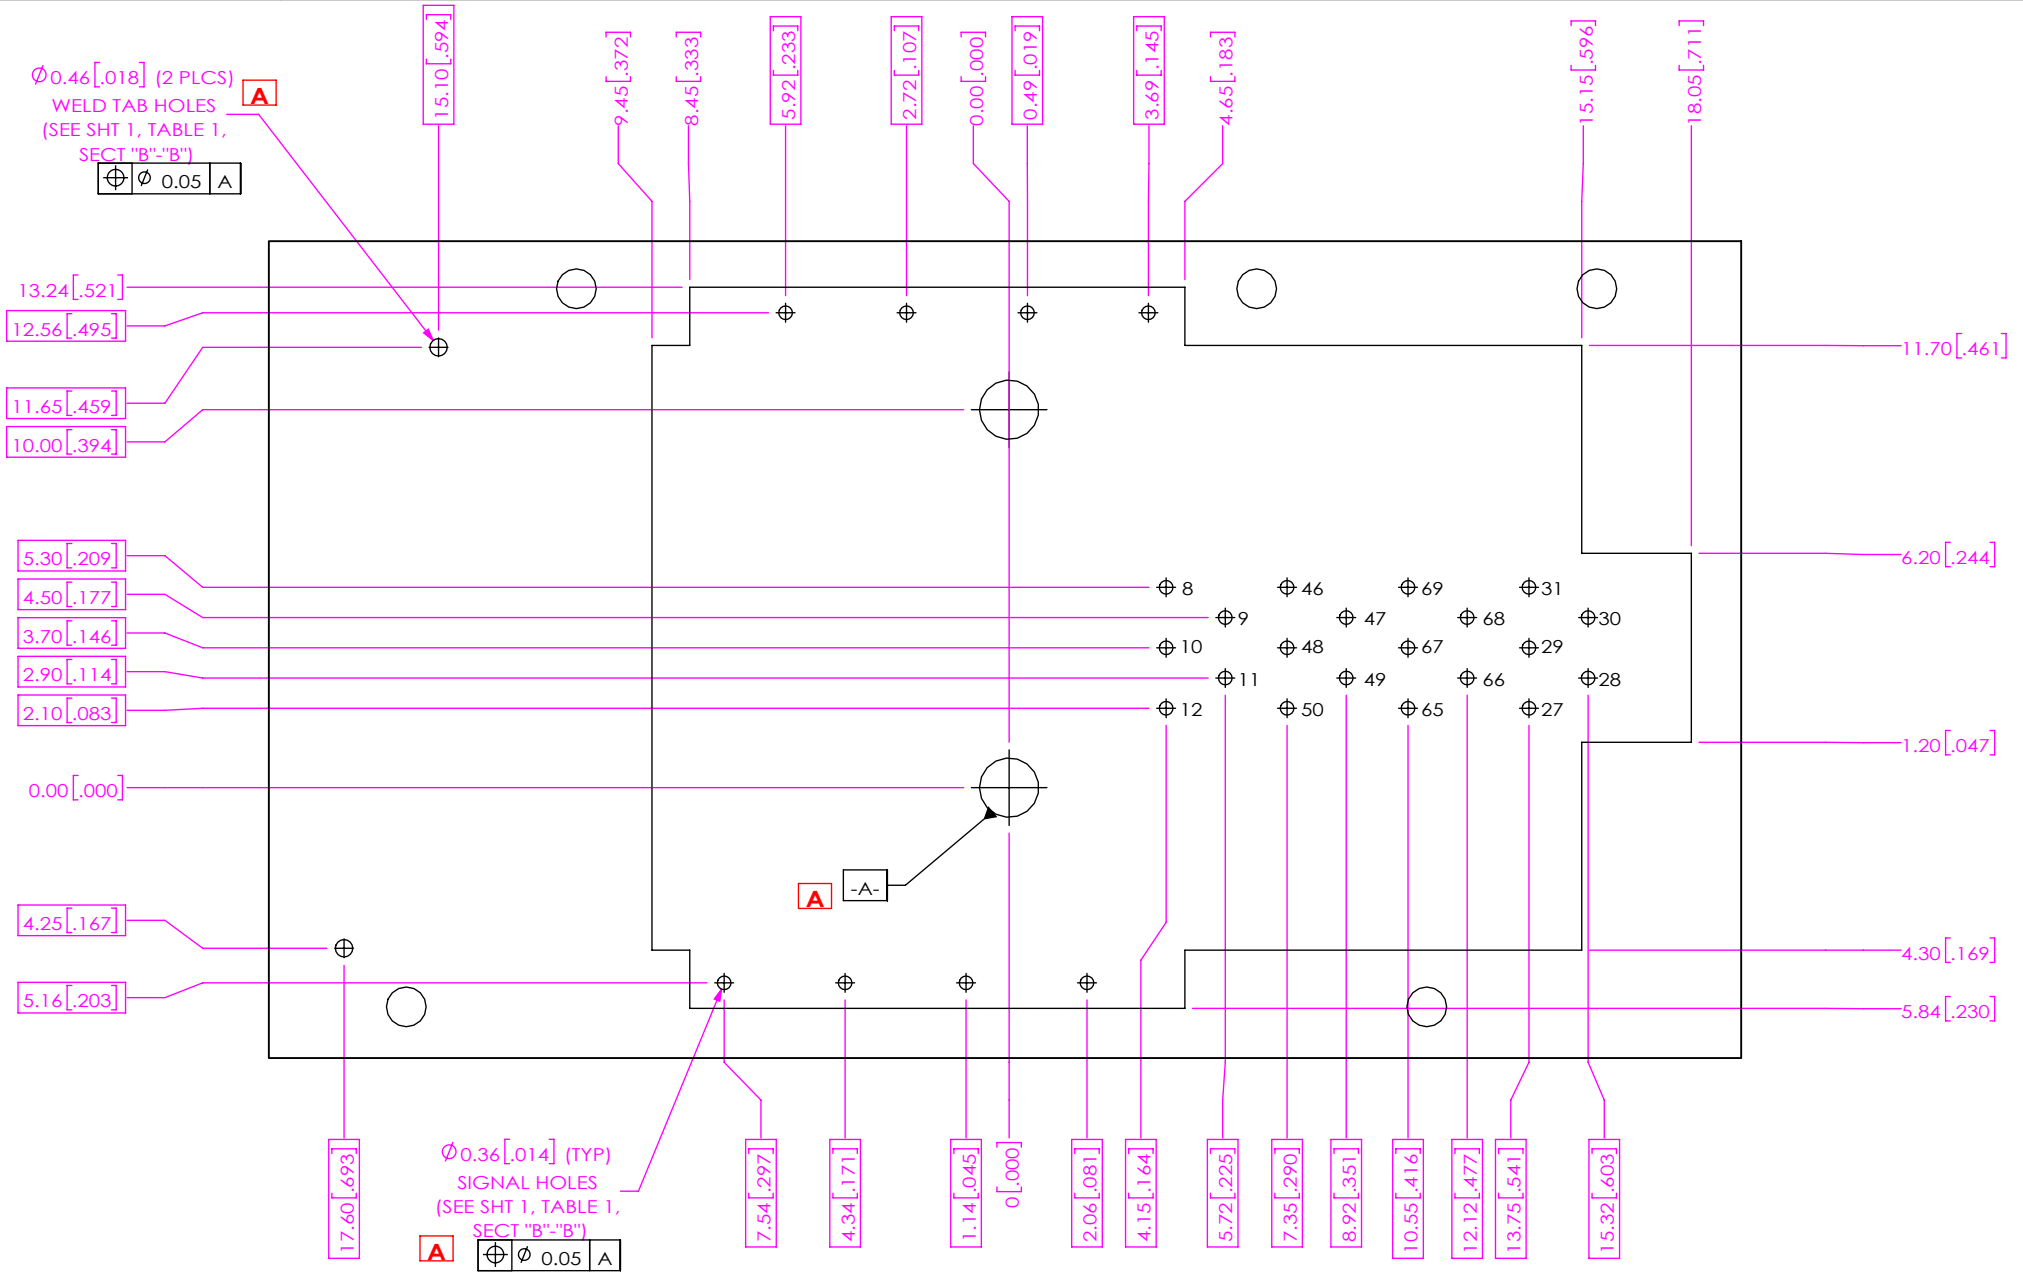 15.10[.594]
9.45[.372]
8.45[.333]
5.92[.233]
2.72[.107]
0.00[.000]
0.49[.019]
3.69[.145]
4.65[.183]
15.15[.596]
18.05[.711]
Ø0.46[.018] (2 PLCS)
A
WELD TAB HOLES
(SEE SHT 1, TABLE 1,
SECT "B"-"B")
⌖ Ø 0.05 A
13.24[.521]
12.56[.495]
11.65[.459]
10.00[.394]
11.70[.461]
5.30[.209]
4.50[.177]
3.70[.146]
2.90[.114]
2.10[.083]
0.00[.000]
6.20[.244]
1.20[.047]
8 46 69 31
9 47 68 30
10 48 67 29
11 49 66 28
12 50 65 27
A
-A-
4.25[.167]
5.16[.203]
4.30[.169]
5.84[.230]
17.60[.693]
Ø0.36[.014] (TYP)
SIGNAL HOLES
(SEE SHT 1, TABLE 1,
SECT "B"-"B")
A
⌖ Ø 0.05 A
7.54[.297]
4.34[.171]
1.14[.045]
0[.000]
2.06[.081]
4.15[.164]
5.72[.225]
7.35[.290]
8.92[.351]
10.55[.416]
12.12[.477]
13.75[.541]
15.32[.603]